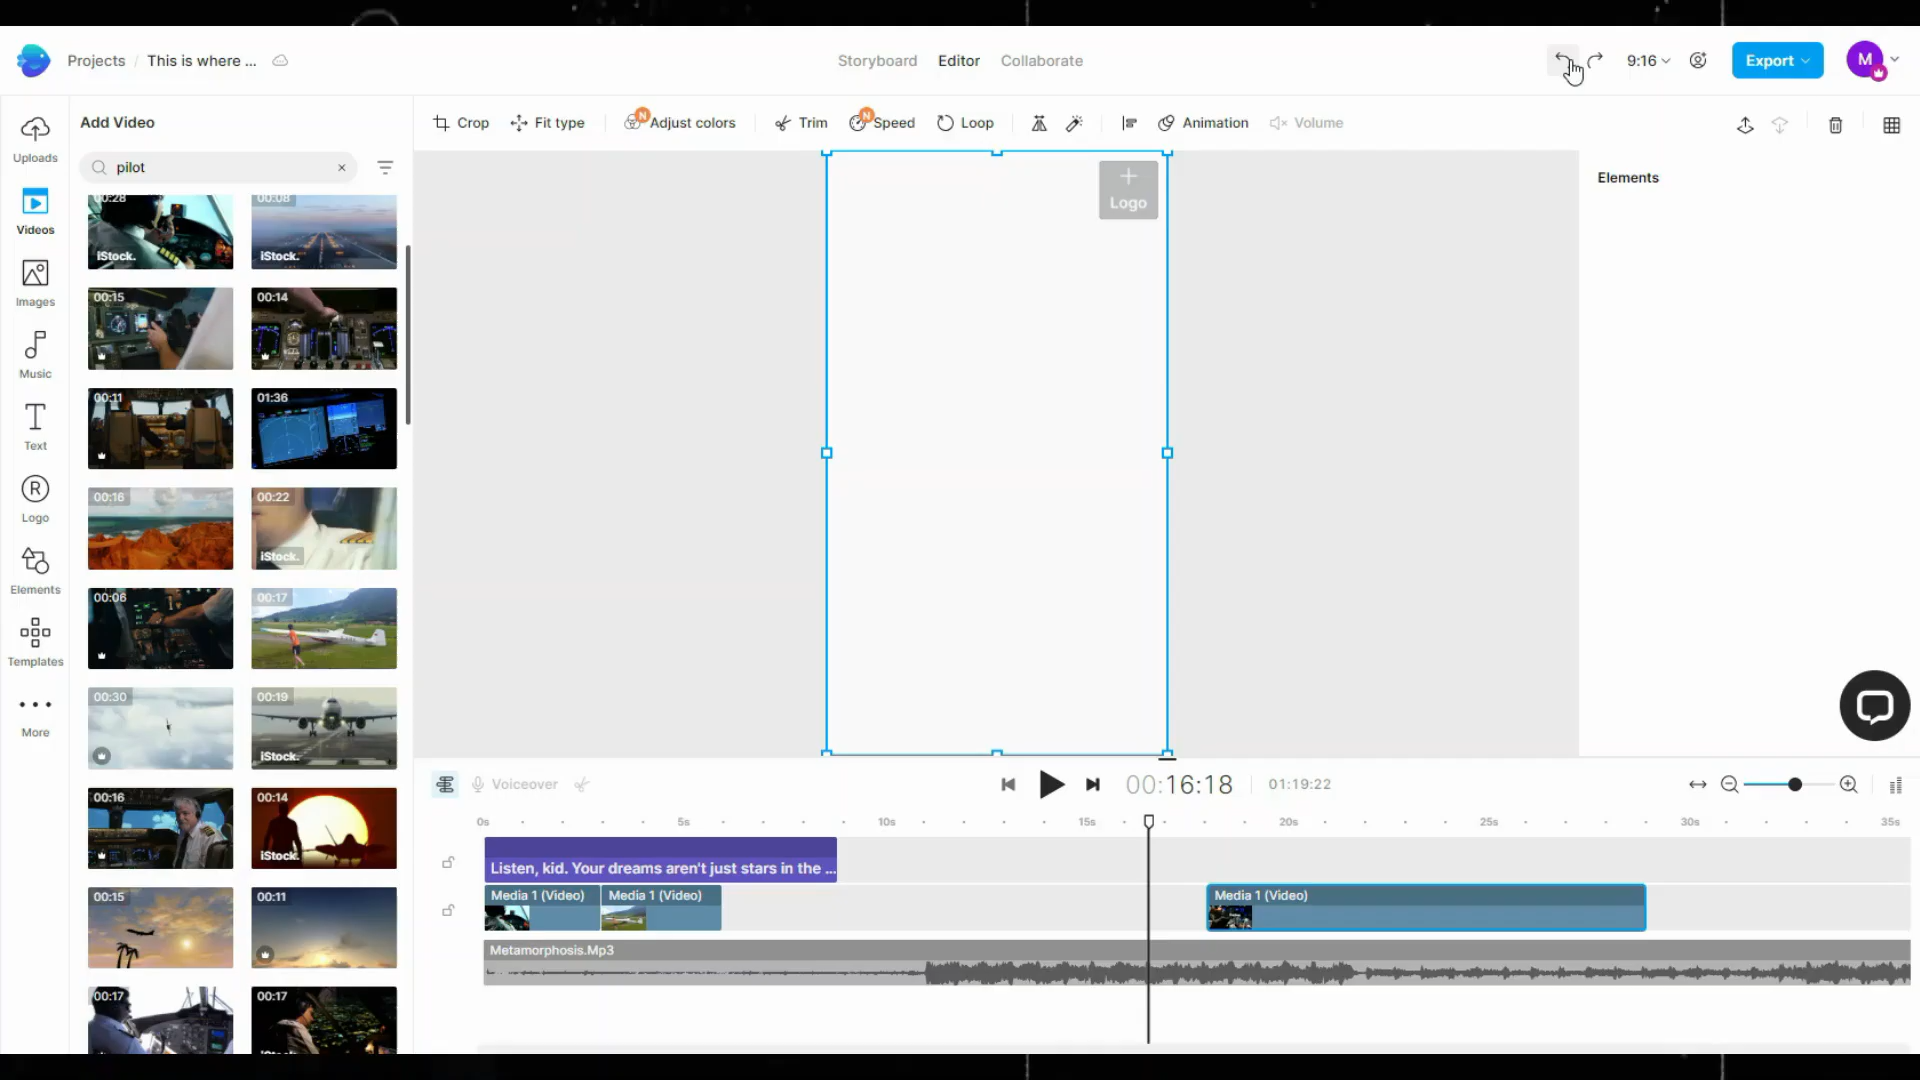 Projects / This is where ...
Storyboard Editor Collaborate
9:16
Export
M
Uploads
Videos
Images
Music
Text
R
Logo
Elements
Templates
More
Add Video
pilot
00:28
iStock.
00:08
iStock.
00:15
00:14
00:11
01:36
00:16
00:22
iStock.
00:06
00:17
00:30
00:19
iStock.
00:16
00:14
iStock.
00:15
00:11
00:17
00:17
Crop
Fit type
N
Adjust colors
Trim
N
Speed
Loop
Animation
Volume
+
Logo
Elements
Voiceover
00:16:18
01:19:22
0s 5s 10s 15s 20s 25s 30s 35s
Listen, kid. Your dreams aren't just stars in the ...
Media 1 (Video)
Media 1 (Video)
Media 1 (Video)
Metamorphosis.Mp3